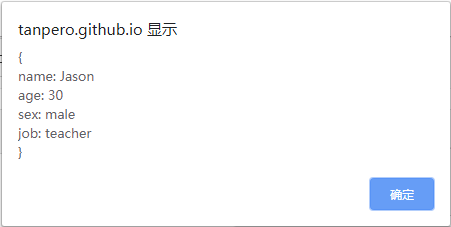 tanpero.github.io 显示
{
name: Jason
age: 30
sex: male
job: teacher
}
确定